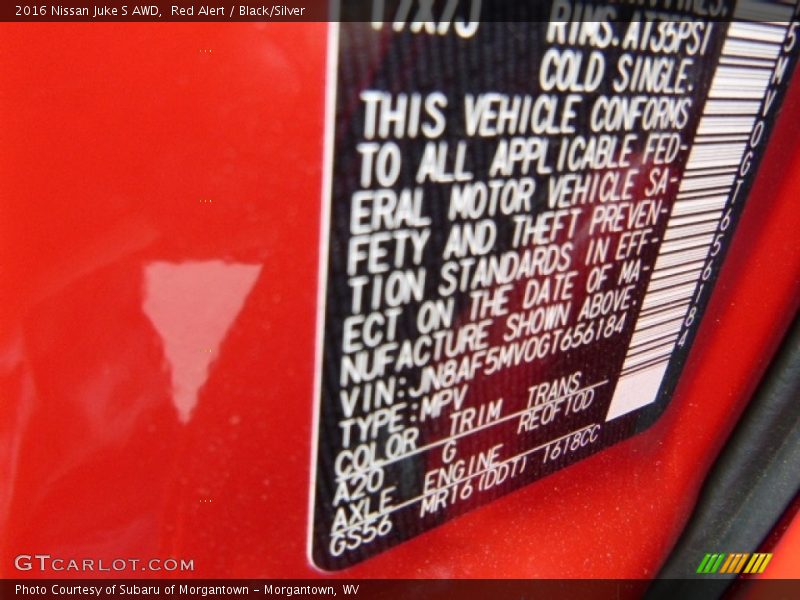 2016 Nissan Juke S AWD, Red Alert / Black/Silver
17X7J
RIMS. AT35PSI
COLD SINGLE.
THIS VEHICLE CONFORMS
TO ALL APPLICABLE FED-
ERAL MOTOR VEHICLE SA-
FETY AND THEFT PREVEN-
TION STANDARDS IN EFF-
ECT ON THE DATE OF MA-
NUFACTURE SHOWN ABOVE.
VIN:JN8AF5MV0GT656184
TYPE:MPV
COLOR TRIM TRANS
A20 G RE0F10D
AXLE ENGINE
GS56 MR16(DDT) 1618CC
5MV0GT656184
GTCARLOT.COM
Photo Courtesy of Subaru of Morgantown - Morgantown, WV